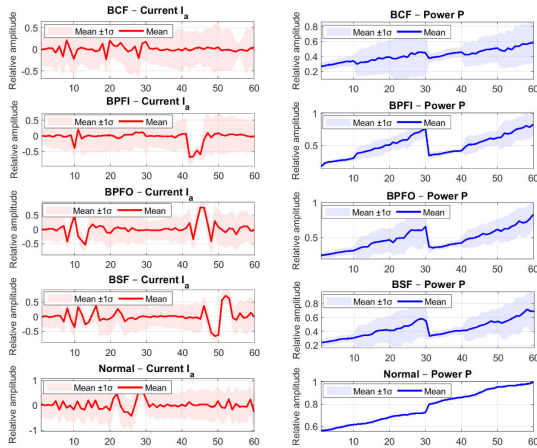 BCF – Current Ia
Relative amplitude
Mean ±1σ Mean
0.5
0
-0.5
10 20 30 40 50 60
BCF – Power P
Relative amplitude
Mean ±1σ Mean
0.8
0.6
0.4
0.2
10 20 30 40 50 60
BPFI – Current Ia
Relative amplitude
Mean ±1σ Mean
0.5
0
-0.5
10 20 30 40 50 60
BPFI – Power P
Relative amplitude
Mean ±1σ Mean
1
0.5
10 20 30 40 50 60
BPFO – Current Ia
Relative amplitude
Mean ±1σ Mean
0.5
0
-0.5
10 20 30 40 50 60
BPFO – Power P
Relative amplitude
Mean ±1σ Mean
1
0.5
10 20 30 40 50 60
BSF – Current Ia
Relative amplitude
Mean ±1σ Mean
0.5
0
-0.5
10 20 30 40 50 60
BSF – Power P
Relative amplitude
Mean ±1σ Mean
0.8
0.6
0.4
0.2
10 20 30 40 50 60
Normal – Current Ia
Relative amplitude
Mean ±1σ Mean
1
0
-1
10 20 30 40 50 60
Normal – Power P
Relative amplitude
Mean ±1σ Mean
1
0.8
0.6
10 20 30 40 50 60